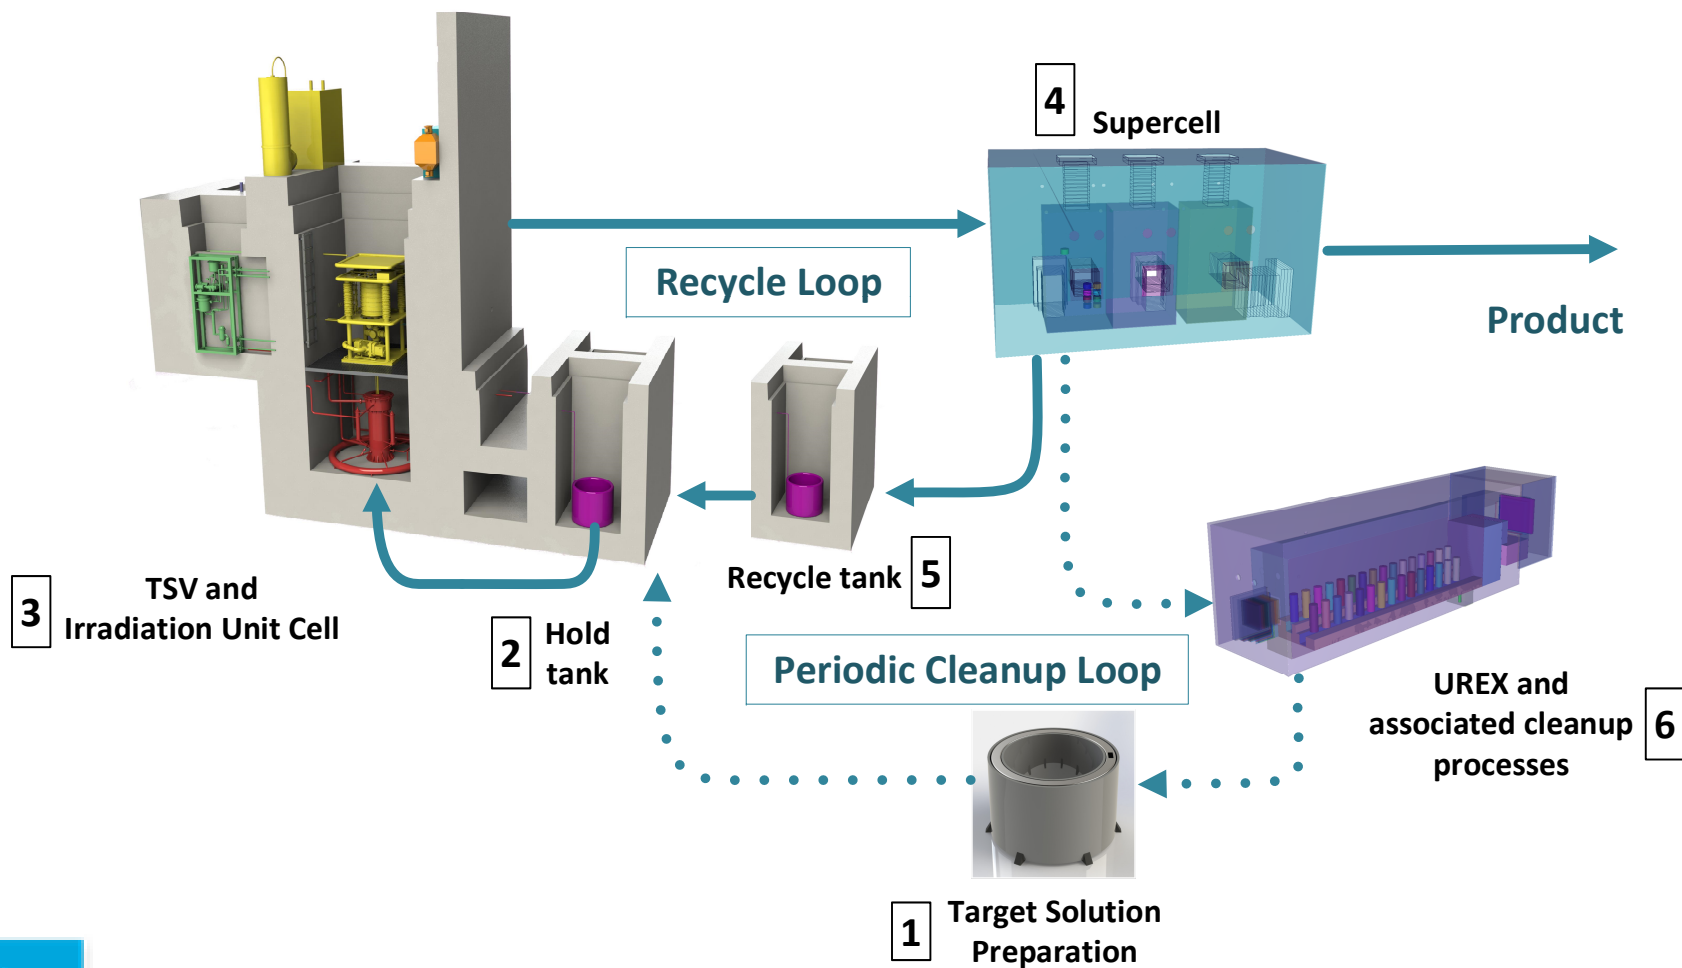 4
Supercell
Recycle Loop
Product
Recycle tank 5
3
TSV and
Irradiation Unit Cell
2
Hold
tank
Periodic Cleanup Loop
UREX and
associated cleanup
processes
6
1
Target Solution
Preparation